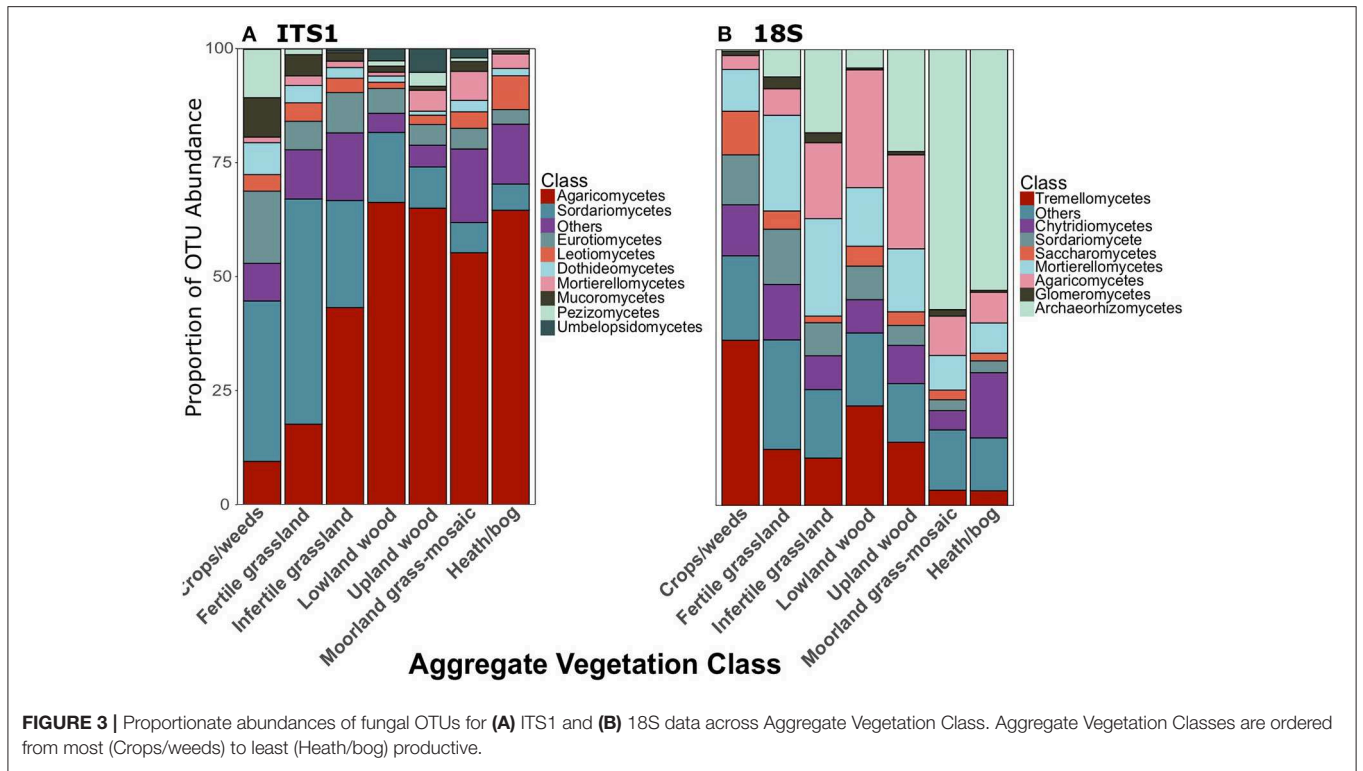 A ITS1
B 18S
100
75
50
25
0
Proportion of OTU Abundance
Class
Agaricomycetes
Sordariomycetes
Others
Eurotiomycetes
Leotiomycetes
Dothideomycetes
Mortierellomycetes
Mucoromycetes
Pezizomycetes
Umbelopsidomycetes
Class
Tremellomycetes
Others
Chytridiomycetes
Sordariomycete
Saccharomycetes
Mortierellomycetes
Agaricomycetes
Glomeromycetes
Archaeorhizomycetes
Crops/weeds
Fertile grassland
Infertile grassland
Lowland wood
Upland wood
Moorland grass-mosaic
Heath/bog
Crops/weeds
Fertile grassland
Infertile grassland
Lowland wood
Upland wood
Moorland grass-mosaic
Heath/bog
Aggregate Vegetation Class
FIGURE 3 | Proportionate abundances of fungal OTUs for (A) ITS1 and (B) 18S data across Aggregate Vegetation Class. Aggregate Vegetation Classes are ordered
from most (Crops/weeds) to least (Heath/bog) productive.